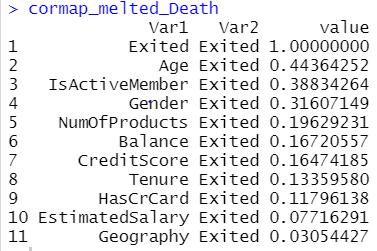 > cormap_melted_Death
Var1 Var2 value
1 Exited Exited 1.00000000
2 Age Exited 0.44364252
3 IsActiveMember Exited 0.38834264
4 Gender Exited 0.31607149
5 NumOfProducts Exited 0.19629231
6 Balance Exited 0.16720557
7 CreditScore Exited 0.16474185
8 Tenure Exited 0.13359580
9 HasCrCard Exited 0.11796138
10 EstimatedSalary Exited 0.07716291
11 Geography Exited 0.03054427